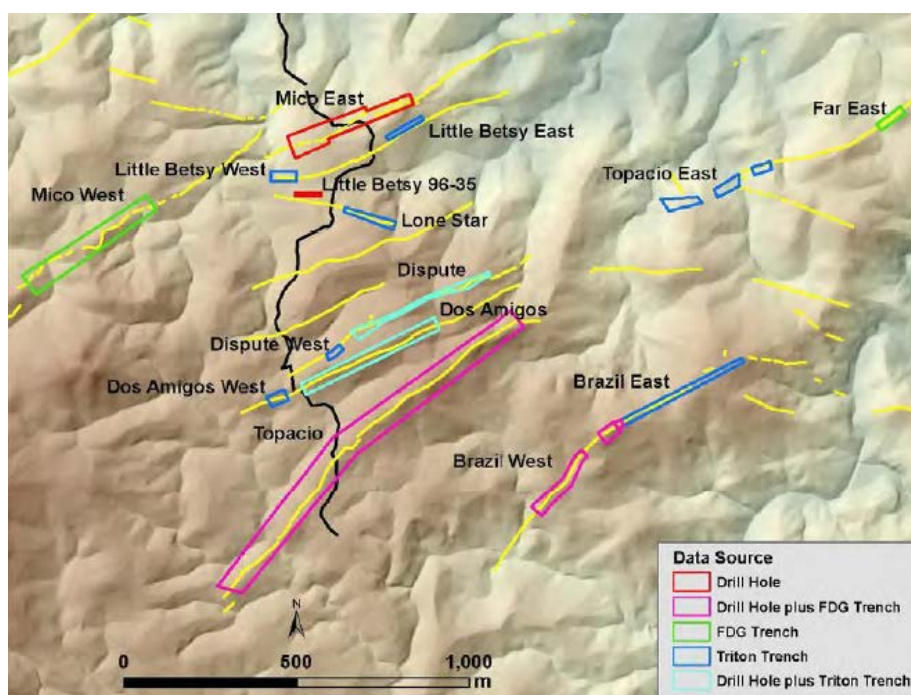 Mico East
Far East
Little Betsy East
Little Betsy West
Topacio East
Little Betsy 96-35
Mico West
Lone Star
Dispute
Dos Amigos
Dispute West
Brazil East
Dos Amigos West
Topacio
Brazil West
N
0 500 1,000
m
Data Source
Drill Hole
Drill Hole plus FDG Trench
FDG Trench
Triton Trench
Drill Hole plus Triton Trench